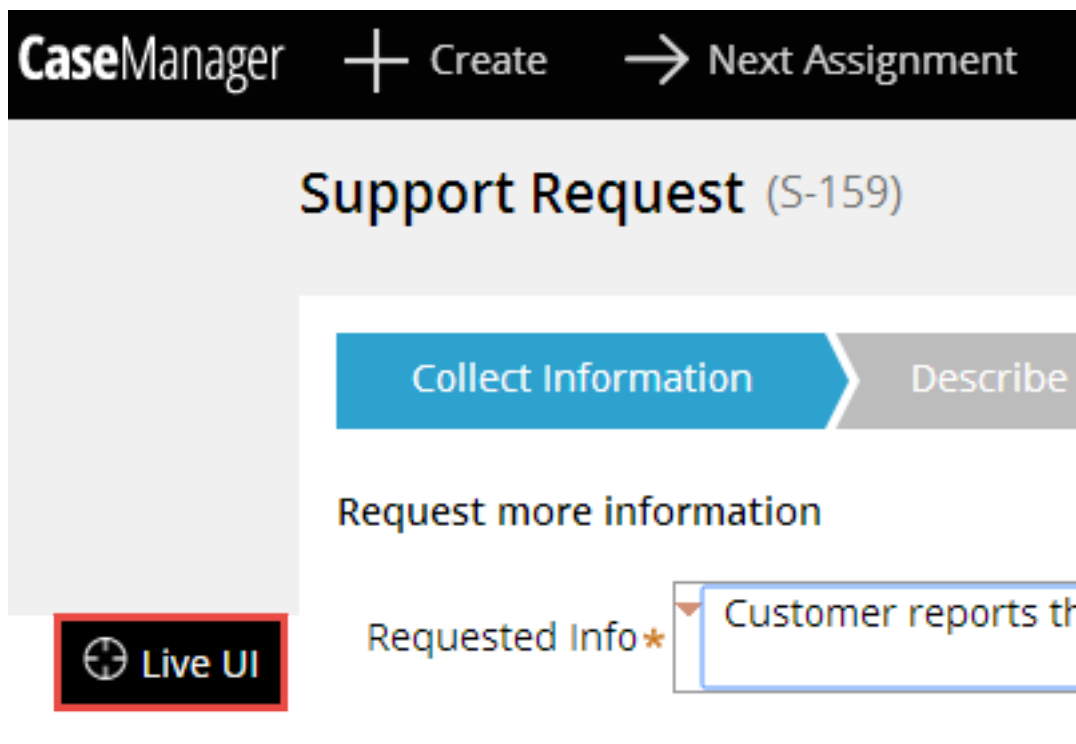 CaseManager Create Next Assignment
Support Request (S-159)
Collect Information Describe
Request more information
Requested Info* Customer reports
Live UI